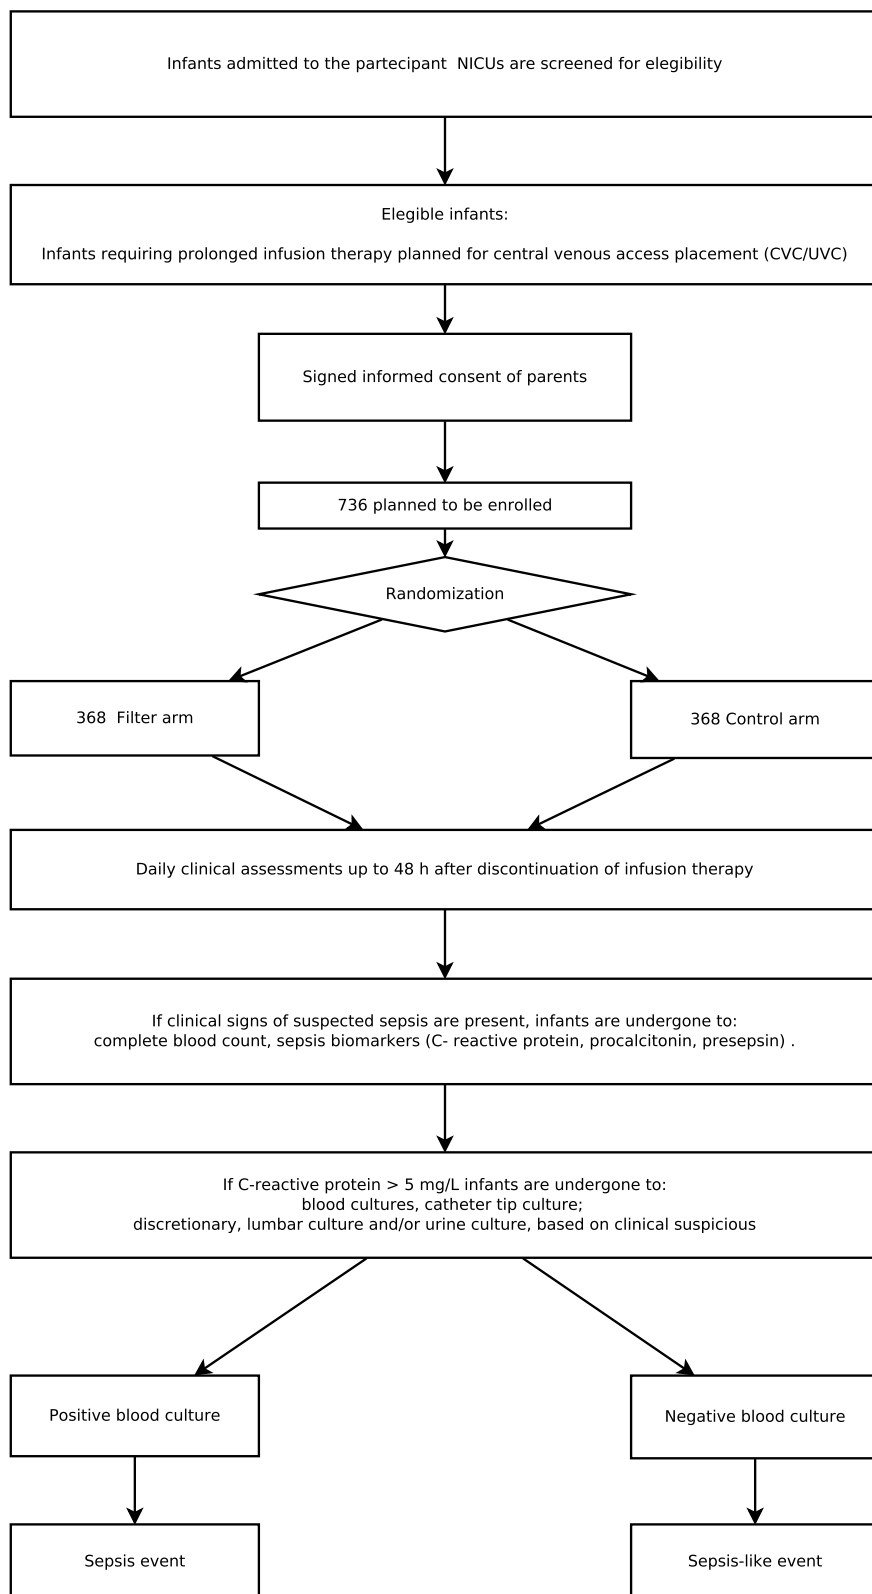 Infants admitted to the partecipant  NICUs are screened for elegibility
Elegible infants:
Infants requiring prolonged infusion therapy planned for central venous access placement (CVC/UVC)
Signed informed consent of parents
736 planned to be enrolled
Randomization
368  Filter arm
368 Control arm
Daily clinical assessments up to 48 h after discontinuation of infusion therapy
If clinical signs of suspected sepsis are present, infants are undergone to:
complete blood count, sepsis biomarkers (C- reactive protein, procalcitonin, presepsin) .
If C-reactive protein > 5 mg/L infants are undergone to:
blood cultures, catheter tip culture;
discretionary, lumbar culture and/or urine culture, based on clinical suspicious
Positive blood culture
Negative blood culture
Sepsis event
Sepsis-like event